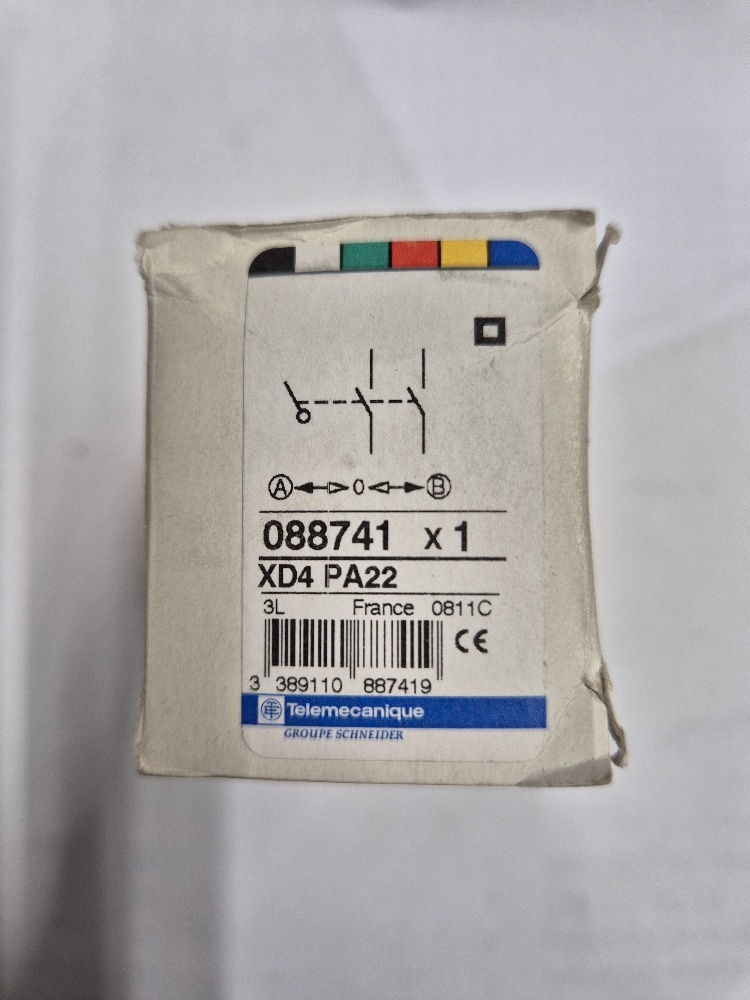 A 0 B
088741 x 1
XD4 PA22
3L France 0811C
CE
3 389110 887419
Telemecanique
GROUPE SCHNEIDER